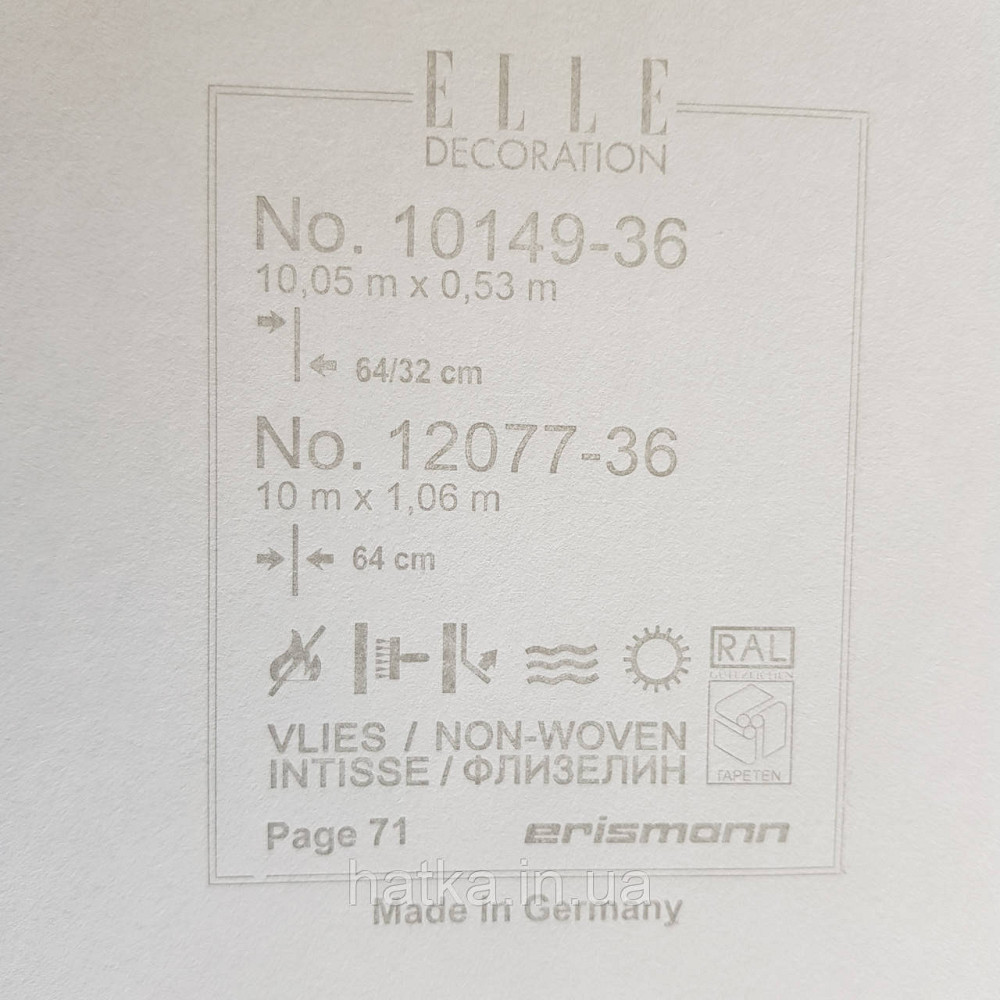 ELLE
DECORATION
No. 10149-36
10,05 m x 0,53 m
64/32 cm
No. 12077-36
10 m x 1,06 m
64 cm
RAL
GÜTEZEICHEN
TAPETEN
VLIES / NON-WOVEN
INTISSE / ФЛИЗЕЛИН
Page 71
erismann
hatka.in.ua
Made in Germany